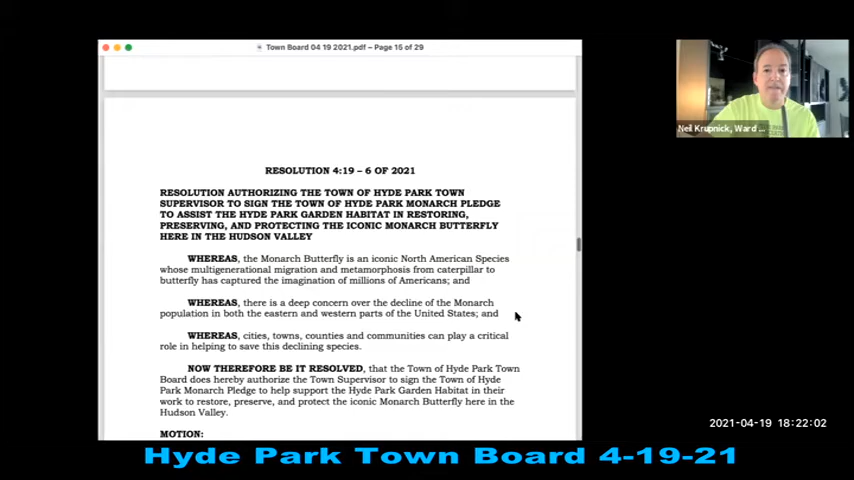 Town Board 04 19 2021.pdf – Page 15 of 29
RESOLUTION 4:19 – 6 OF 2021
RESOLUTION AUTHORIZING THE TOWN OF HYDE PARK TOWN
SUPERVISOR TO SIGN THE TOWN OF HYDE PARK MONARCH PLEDGE
TO ASSIST THE HYDE PARK GARDEN HABITAT IN RESTORING,
PRESERVING, AND PROTECTING THE ICONIC MONARCH BUTTERFLY
HERE IN THE HUDSON VALLEY
WHEREAS, the Monarch Butterfly is an iconic North American Species
whose multigenerational migration and metamorphosis from caterpillar to
butterfly has captured the imagination of millions of Americans; and
WHEREAS, there is a deep concern over the decline of the Monarch
population in both the eastern and western parts of the United States; and
WHEREAS, cities, towns, counties and communities can play a critical
role in helping to save this declining species.
NOW THEREFORE BE IT RESOLVED, that the Town of Hyde Park Town
Board does hereby authorize the Town Supervisor to sign the Town of Hyde
Park Monarch Pledge to help support the Hyde Park Garden Habitat in their
work to restore, preserve, and protect the iconic Monarch Butterfly here in the
Hudson Valley.
MOTION:
Neil Krupnick, Ward ...
2021-04-19 18:22:02
Hyde Park Town Board 4-19-21